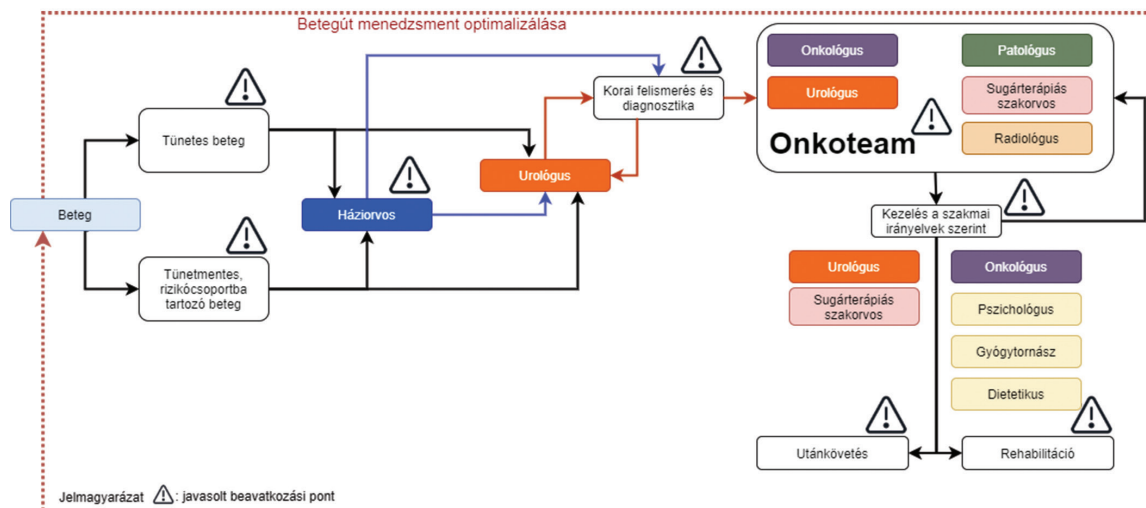 Betegút menedzsment optimalizálása
Tünetes beteg
Beteg
Tünetmentes,
rizikócsoportba
tartozó beteg
Háziorvos
Urológus
Korai felismerés és
diagnosztika
Onkológus
Patológus
Urológus
Sugárterápiás
szakorvos
Radiológus
Onkoteam
Kezelés a szakmai
irányelvek szerint
Urológus
Onkológus
Sugárterápiás
szakorvos
Pszichológus
Gyógytornász
Dietetikus
Utánkövetés
Rehabilitáció
Jelmagyarázat ! : javasolt beavatkozási pont